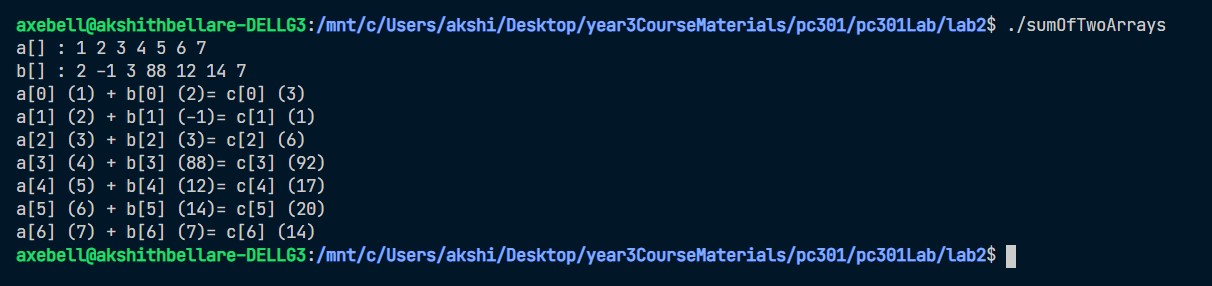 axebell@akshithbellare-DELLG3:/mnt/c/Users/akshi/Desktop/year3CourseMaterials/pc301/pc301Lab/lab2$ ./sumOfTwoArrays
a[] : 1 2 3 4 5 6 7
b[] : 2 -1 3 88 12 14 7
a[0] (1) + b[0] (2)= c[0] (3)
a[1] (2) + b[1] (-1)= c[1] (1)
a[2] (3) + b[2] (3)= c[2] (6)
a[3] (4) + b[3] (88)= c[3] (92)
a[4] (5) + b[4] (12)= c[4] (17)
a[5] (6) + b[5] (14)= c[5] (20)
a[6] (7) + b[6] (7)= c[6] (14)
axebell@akshithbellare-DELLG3:/mnt/c/Users/akshi/Desktop/year3CourseMaterials/pc301/pc301Lab/lab2$